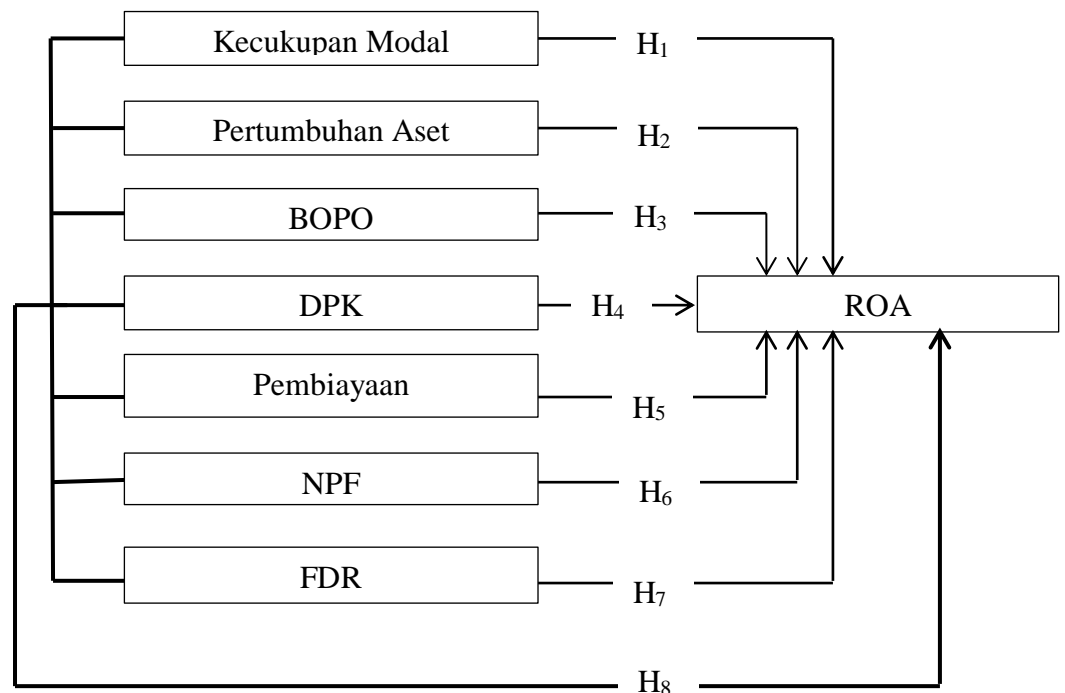 Kecukupan Modal H₁
Pertumbuhan Aset H₂
BOPO H₃
DPK H₄ ROA
Pembiayaan H₅
NPF H₆
FDR H₇
H₈